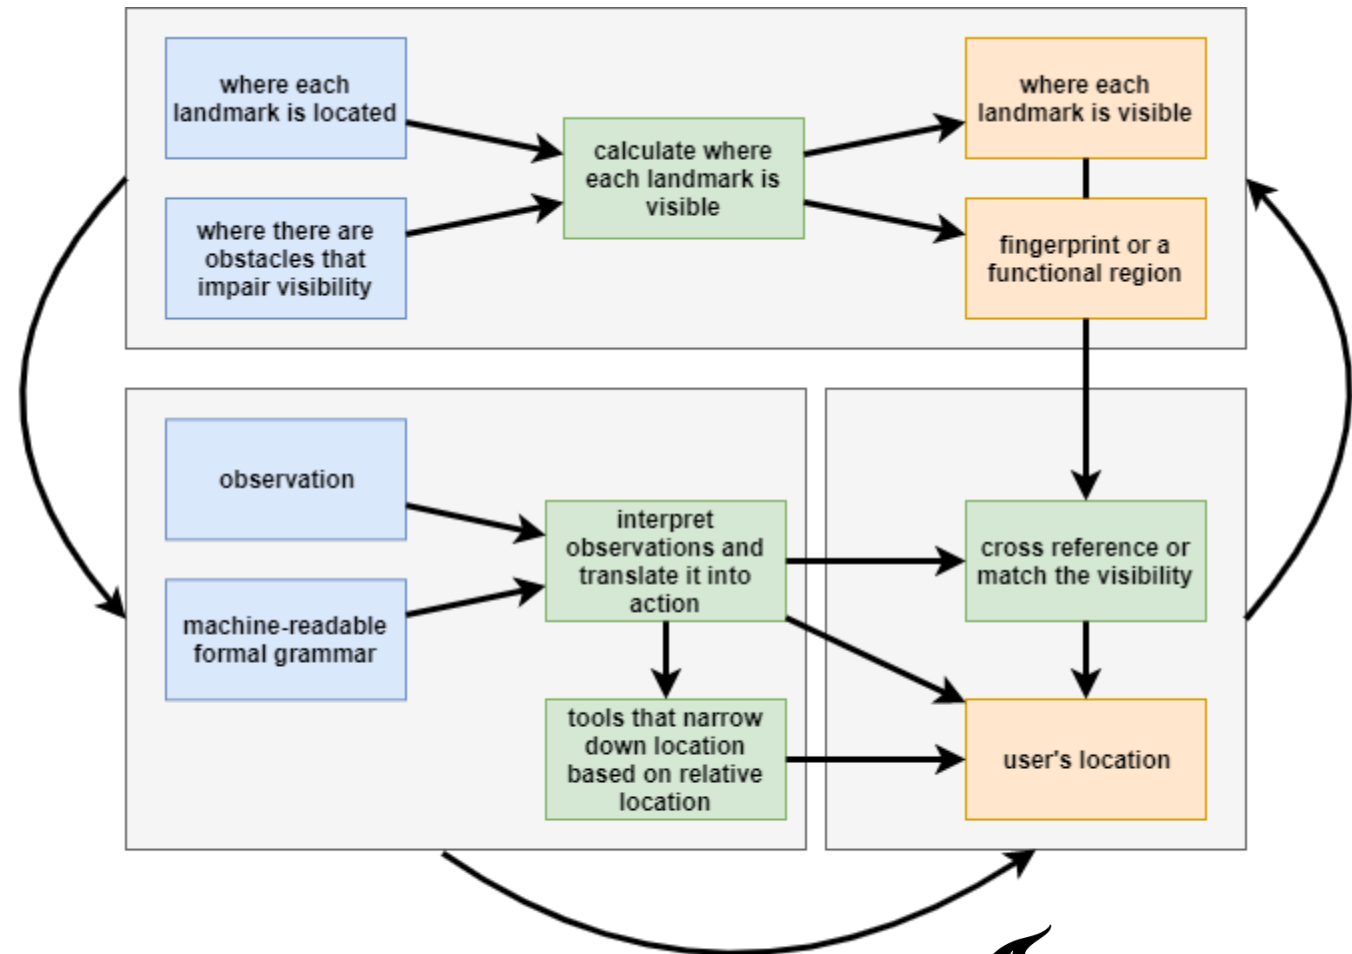 where each
landmark is located
where there are
obstacles that
impair visibility
calculate where
each landmark is
visible
where each
landmark is visible
fingerprint or a
functional region
observation
machine-readable
formal grammar
interpret
observations and
translate it into
action
tools that narrow
down location
based on relative
location
cross reference or
match the visibility
user's location